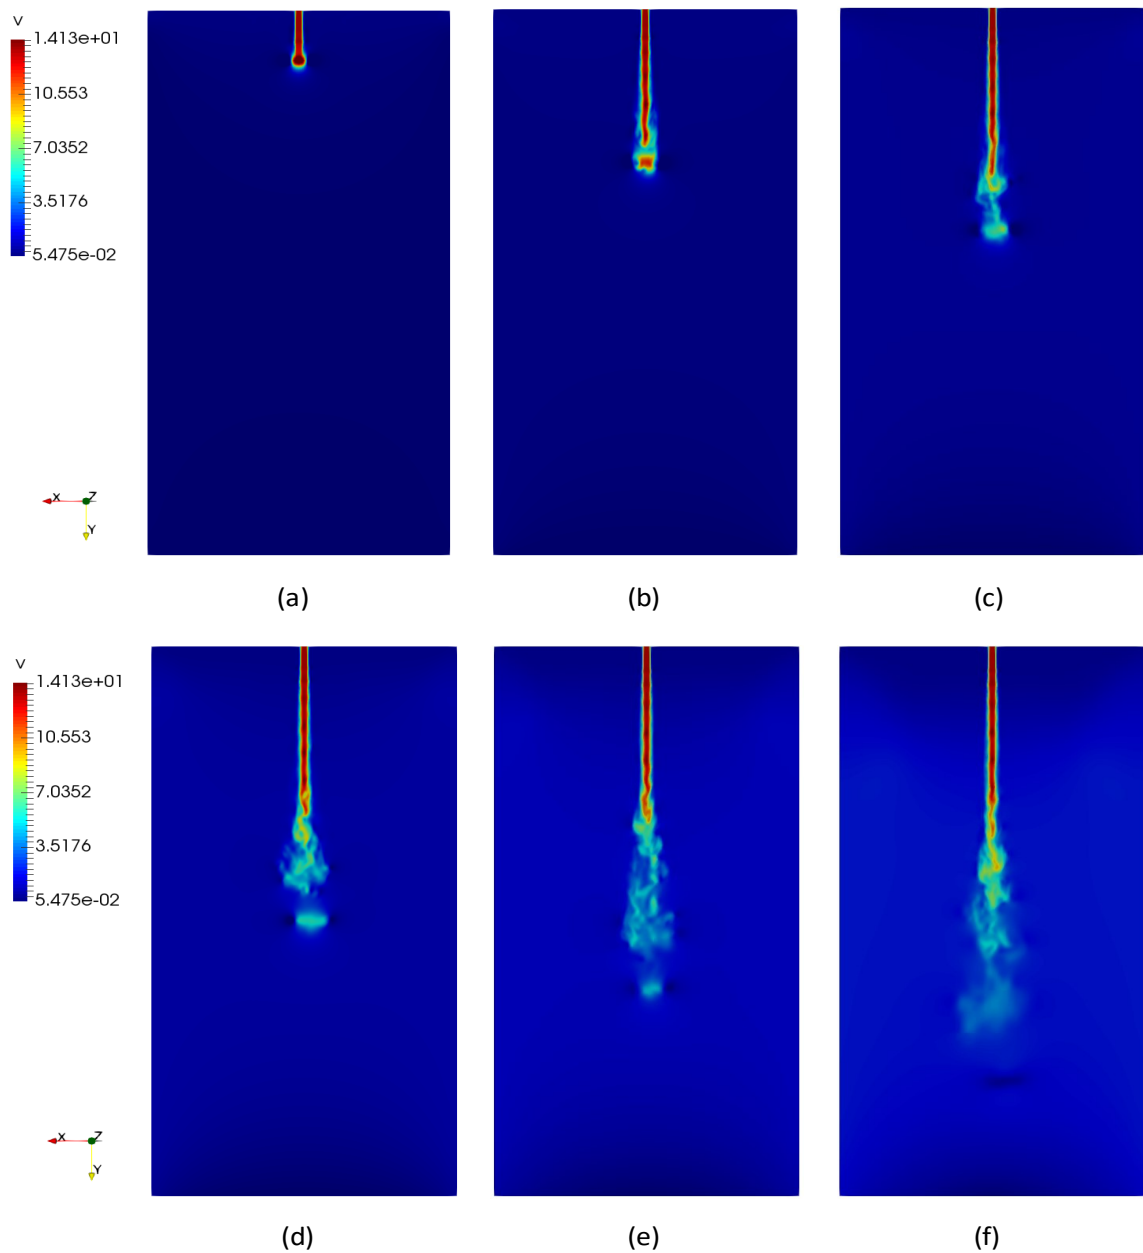 V
1.413e+01
10.553
7.0352
3.5176
5.475e-02
X Z
Y
(a) (b) (c)
V
1.413e+01
10.553
7.0352
3.5176
5.475e-02
X Z
Y
(d) (e) (f)